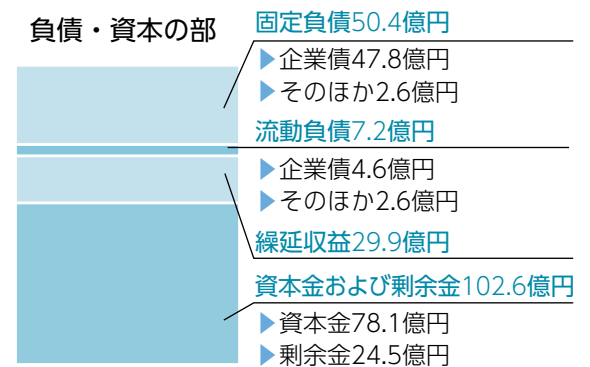 負債・資本の部
固定負債50.4億円
▶企業債47.8億円
▶そのほか2.6億円
流動負債7.2億円
▶企業債4.6億円
▶そのほか2.6億円
繰延収益29.9億円
資本金および剰余金102.6億円
▶資本金78.1億円
▶剰余金24.5億円